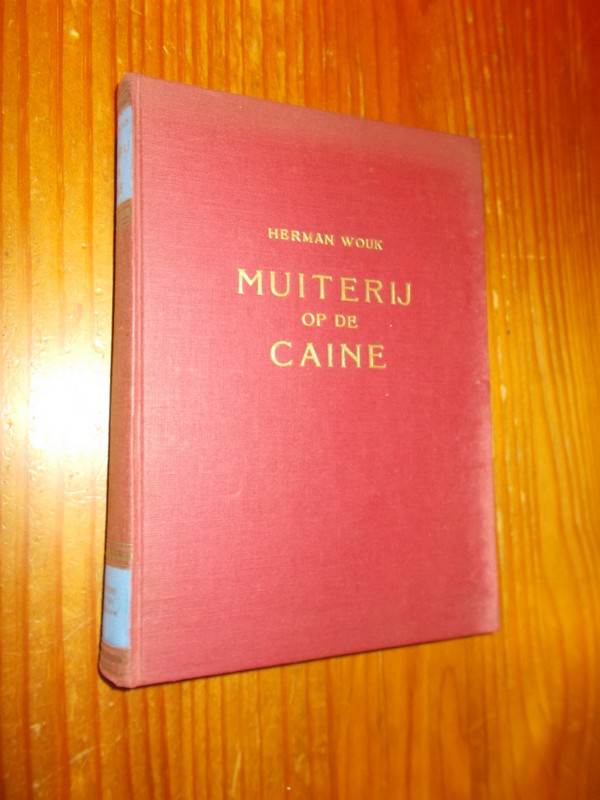 HERMAN WOUK
MUITERIJ
OP DE
CAINE